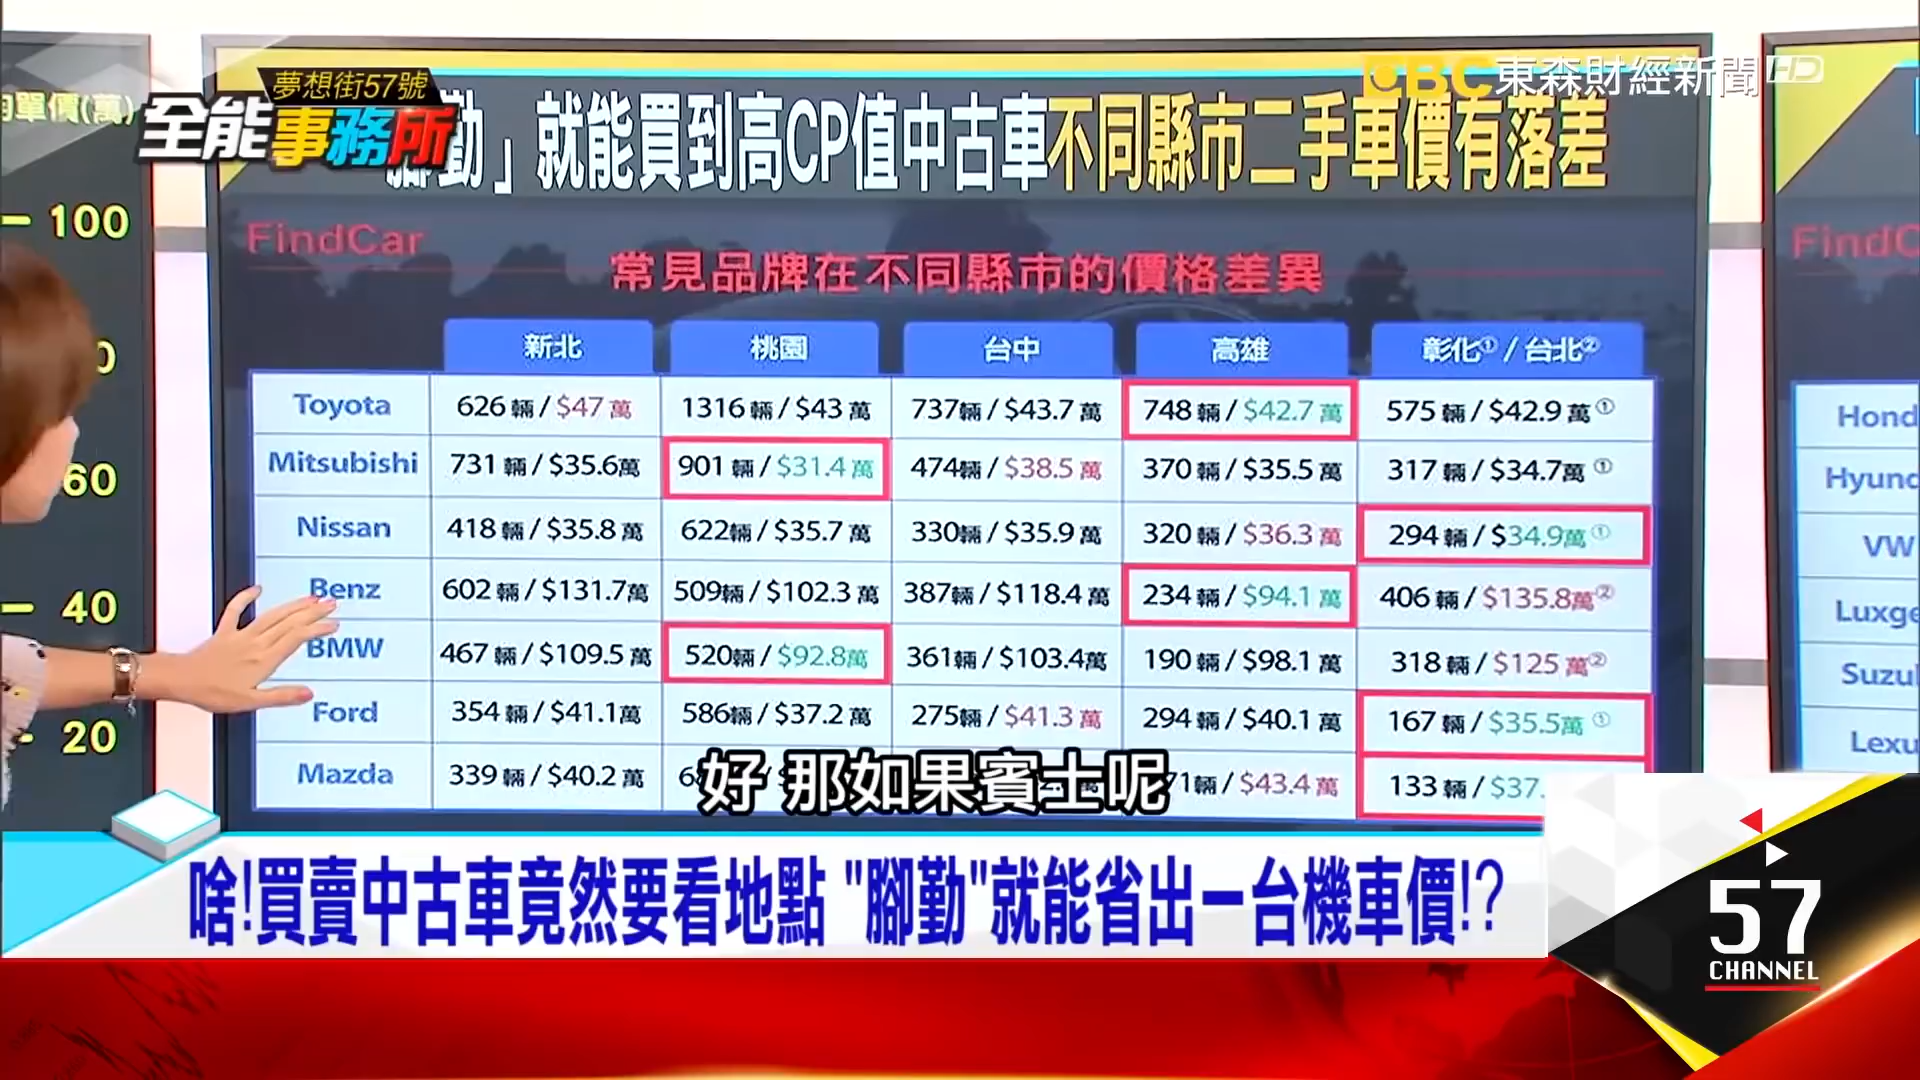 夢想街57號
全能事務所
EBC東森財經新聞HD
單價(萬)
勤」就能買到高CP值中古車不同縣市二手車價有落差
100
60
40
20
FindCar
常見品牌在不同縣市的價格差異
新北 桃園 台中 高雄 彰化① / 台北②
Toyota 626 輛 / $47 萬 1316 輛 / $43 萬 737輛 / $43.7 萬 748 輛 / $42.7 萬 575 輛 / $42.9 萬①
Mitsubishi 731 輛 / $35.6萬 901 輛 / $31.4 萬 474輛 / $38.5 萬 370 輛 / $35.5 萬 317 輛 / $34.7萬①
Nissan 418 輛 / $35.8 萬 622輛 / $35.7 萬 330輛 / $35.9 萬 320 輛 / $36.3 萬 294 輛 / $34.9萬①
Benz 602 輛 / $131.7萬 509輛 / $102.3 萬 387輛 / $118.4 萬 234 輛 / $94.1 萬 406 輛 / $135.8萬②
BMW 467 輛 / $109.5 萬 520輛 / $92.8萬 361輛 / $103.4萬 190 輛 / $98.1 萬 318 輛 / $125 萬②
Ford 354 輛 / $41.1萬 586輛 / $37.2 萬 275輛 / $41.3 萬 294 輛 / $40.1 萬 167 輛 / $35.5萬①
Mazda 339 輛 / $40.2 萬 71輛 / $43.4 萬 133 輛 / $37.
FindC
Hond
Hyund
VW
Luxge
Suzu
Lexu
好 那如果賓士呢
啥!買賣中古車竟然要看地點 "腳勤"就能省出一台機車價!?
57
CHANNEL